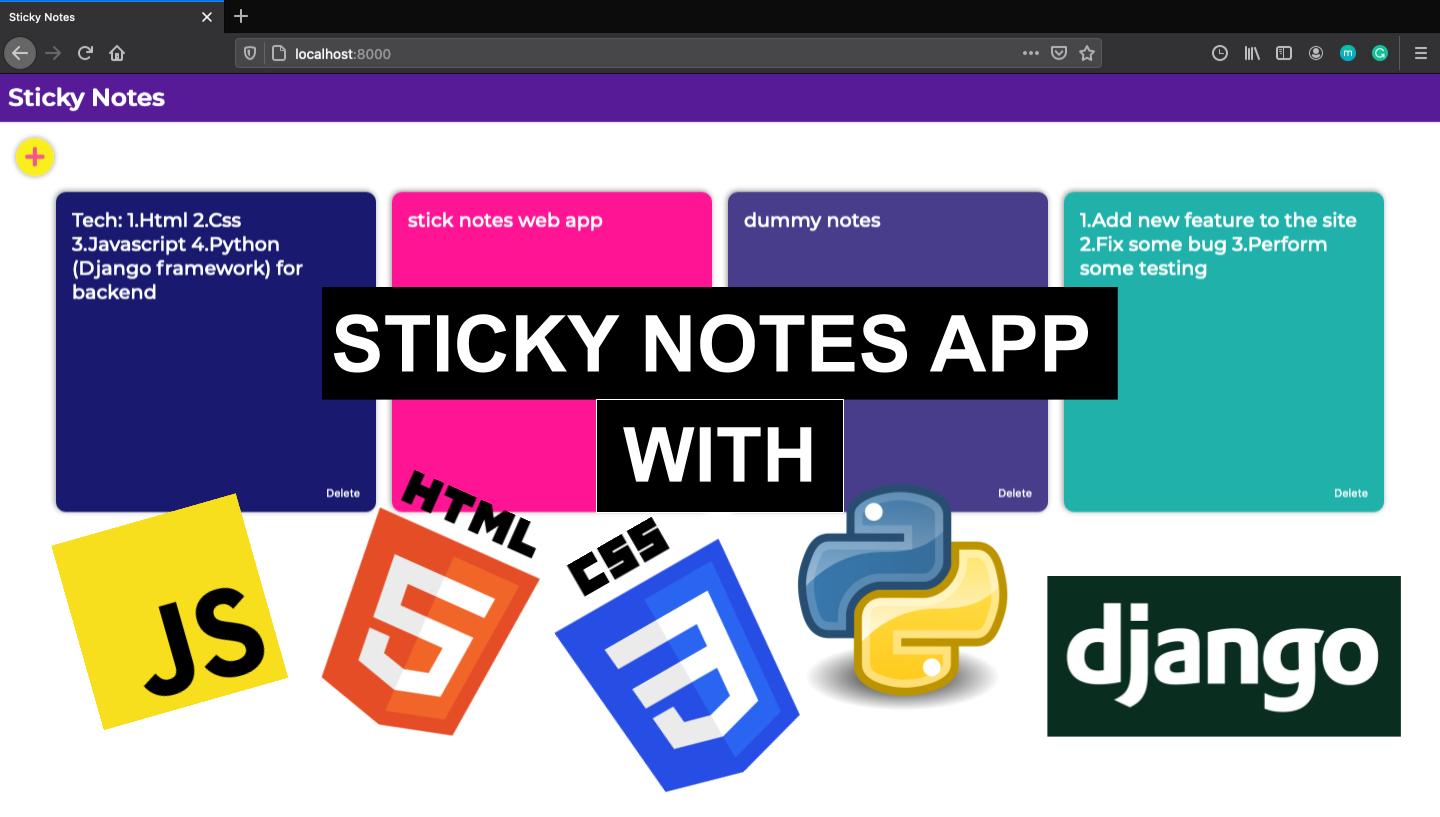 Sticky Notes
localhost:8000
m
G
Sticky Notes
+
Tech: 1.Html 2.Css
3.Javascript 4.Python
(Django framework) for
backend
Delete
stick notes web app
dummy notes
Delete
1.Add new feature to the site
2.Fix some bug 3.Perform
some testing
Delete
STICKY NOTES APP
WITH
JS
HTML
5
CSS
3
django